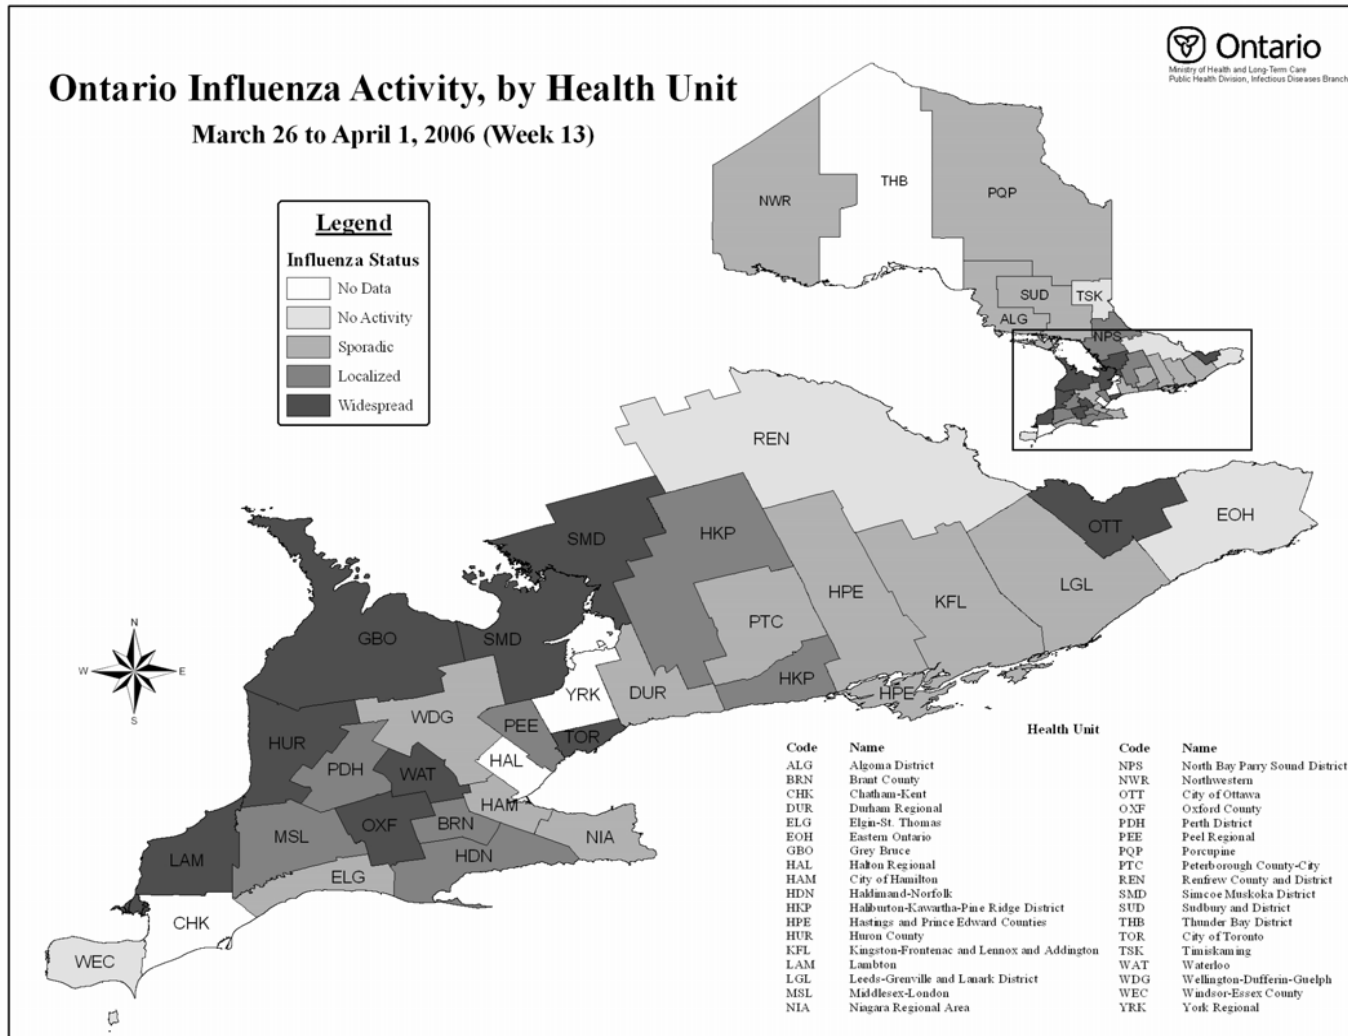 Ontario
Ministry of Health and Long-Term Care
Public Health Division, Infectious Diseases Branch
Ontario Influenza Activity, by Health Unit
March 26 to April 1, 2006 (Week 13)
Legend
Influenza Status
No Data
No Activity
Sporadic
Localized
Widespread
NWR
THB
PQP
SUD
TSK
ALG
NPS
REN
SMD
HKP
OTT
EOH
HPE
KFL
LGL
PTC
GBO
SMD
YRK
DUR
HKP
HPE
WDG
PEE
TOR
HUR
PDH
WAT
HAL
HAM
MSL
OXF
BRN
NIA
LAM
HDN
ELG
CHK
WEC
N
W E
S
Health Unit
Code Name Code Name
ALG Algoma District NPS North Bay Parry Sound District
BRN Brant County NWR Northwestern
CHK Chatham-Kent OTT City of Ottawa
DUR Durham Regional OXF Oxford County
ELG Elgin-St. Thomas PDH Perth District
EOH Eastern Ontario PEE Peel Regional
GBO Grey Bruce PQP Porcupine
HAL Halton Regional PTC Peterborough County-City
HAM City of Hamilton REN Renfrew County and District
HDN Haldimand-Norfolk SMD Simcoe Muskoka District
HKP Haliburton-Kawartha-Pine Ridge District SUD Sudbury and District
HPE Hastings and Prince Edward Counties THB Thunder Bay District
HUR Huron County TOR City of Toronto
KFL Kingston-Frontenac and Lennox and Addington TSK Timiskaming
LAM Lambton WAT Waterloo
LGL Leeds-Grenville and Lanark District WDG Wellington-Dufferin-Guelph
MSL Middlesex-London WEC Windsor-Essex County
NIA Niagara Regional Area YRK York Regional